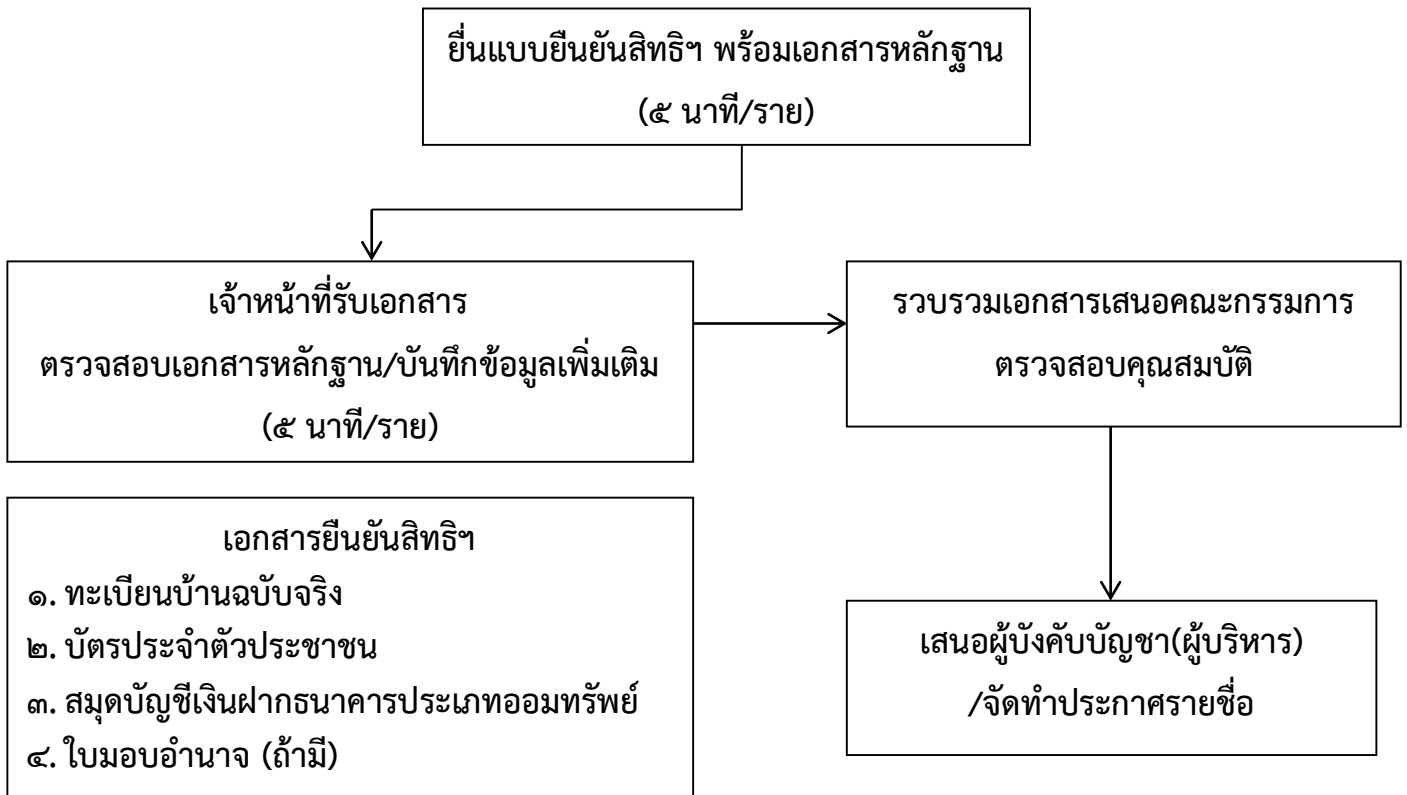 ยื่นแบบยืนยันสิทธิฯ พร้อมเอกสารหลักฐาน
(๕ นาที/ราย)
เจ้าหน้าที่รับเอกสาร
ตรวจสอบเอกสารหลักฐาน/บันทึกข้อมูลเพิ่มเติม
(๕ นาที/ราย)
รวบรวมเอกสารเสนอคณะกรรมการ
ตรวจสอบคุณสมบัติ
เอกสารยืนยันสิทธิฯ
๑. ทะเบียนบ้านฉบับจริง
๒. บัตรประจำตัวประชาชน
๓. สมุดบัญชีเงินฝากธนาคารประเภทออมทรัพย์
๔. ใบมอบอำนาจ (ถ้ามี)
เสนอผู้บังคับบัญชา(ผู้บริหาร)
/จัดทำประกาศรายชื่อ